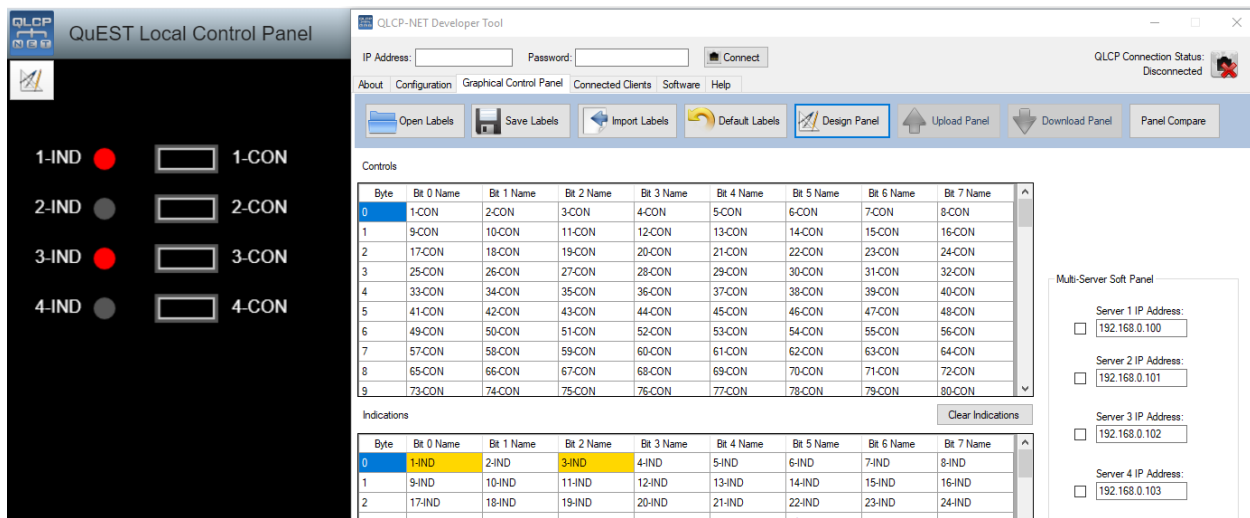 QLCP
NET
QuEST Local Control Panel
1-IND
1-CON
2-IND
2-CON
3-IND
3-CON
4-IND
4-CON
QLCP-NET Developer Tool
IP Address:
Password:
Connect
QLCP Connection Status:
Disconnected
About Configuration Graphical Control Panel Connected Clients Software Help
Open Labels Save Labels Import Labels Default Labels Design Panel Upload Panel Download Panel Panel Compare
Controls
Byte Bit 0 Name Bit 1 Name Bit 2 Name Bit 3 Name Bit 4 Name Bit 5 Name Bit 6 Name Bit 7 Name
0 1-CON 2-CON 3-CON 4-CON 5-CON 6-CON 7-CON 8-CON
1 9-CON 10-CON 11-CON 12-CON 13-CON 14-CON 15-CON 16-CON
2 17-CON 18-CON 19-CON 20-CON 21-CON 22-CON 23-CON 24-CON
3 25-CON 26-CON 27-CON 28-CON 29-CON 30-CON 31-CON 32-CON
4 33-CON 34-CON 35-CON 36-CON 37-CON 38-CON 39-CON 40-CON
5 41-CON 42-CON 43-CON 44-CON 45-CON 46-CON 47-CON 48-CON
6 49-CON 50-CON 51-CON 52-CON 53-CON 54-CON 55-CON 56-CON
7 57-CON 58-CON 59-CON 60-CON 61-CON 62-CON 63-CON 64-CON
8 65-CON 66-CON 67-CON 68-CON 69-CON 70-CON 71-CON 72-CON
9 73-CON 74-CON 75-CON 76-CON 77-CON 78-CON 79-CON 80-CON
Indications
Clear Indications
Byte Bit 0 Name Bit 1 Name Bit 2 Name Bit 3 Name Bit 4 Name Bit 5 Name Bit 6 Name Bit 7 Name
0 1-IND 2-IND 3-IND 4-IND 5-IND 6-IND 7-IND 8-IND
1 9-IND 10-IND 11-IND 12-IND 13-IND 14-IND 15-IND 16-IND
2 17-IND 18-IND 19-IND 20-IND 21-IND 22-IND 23-IND 24-IND
Multi-Server Soft Panel
Server 1 IP Address:
192.168.0.100
Server 2 IP Address:
192.168.0.101
Server 3 IP Address:
192.168.0.102
Server 4 IP Address:
192.168.0.103